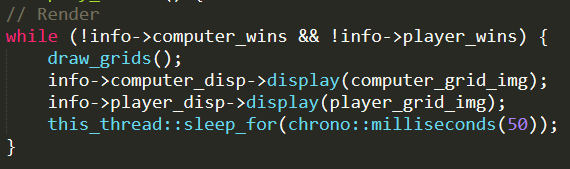 // Render
while (!info->computer_wins && !info->player_wins) {
    draw_grids();
    info->computer_disp->display(computer_grid_img);
    info->player_disp->display(player_grid_img);
    this_thread::sleep_for(chrono::milliseconds(50));
}